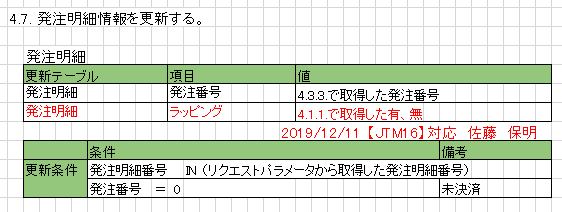 4.7. 発注明細情報を更新する。
発注明細
更新テーブル 項目 値
発注明細 発注番号 4.3.3.で取得した発注番号
発注明細 ラッピング 4.1.1.で取得した有、無
2019/12/11 【JTM16】対応 佐藤 保明
条件 備考
更新条件 発注明細番号 IN (リクエストパラメータから取得した発注明細番号)
発注番号 = 0 未決済